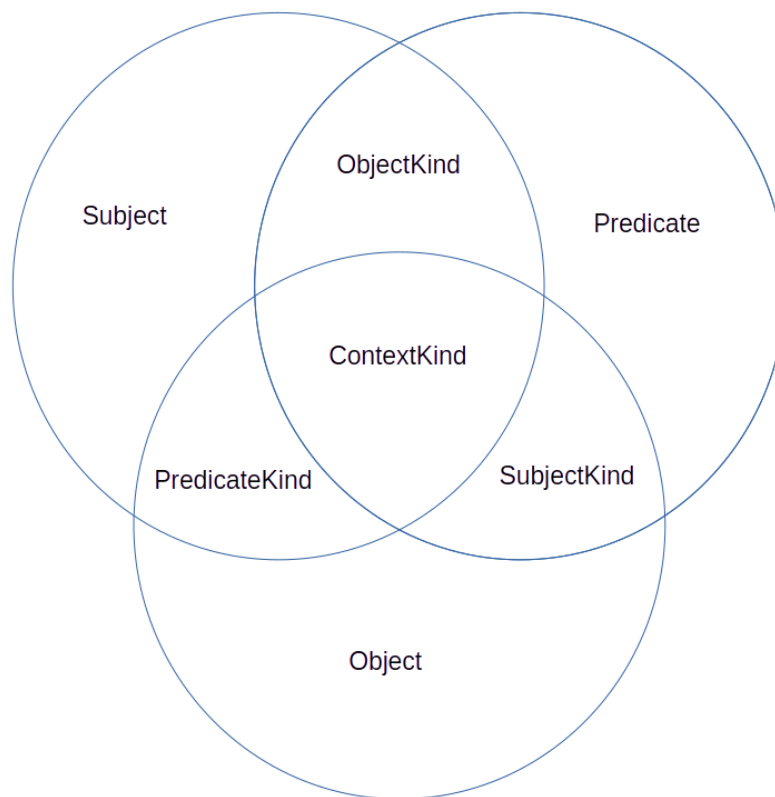 ObjectKind
Subject
Predicate
ContextKind
PredicateKind
SubjectKind
Object